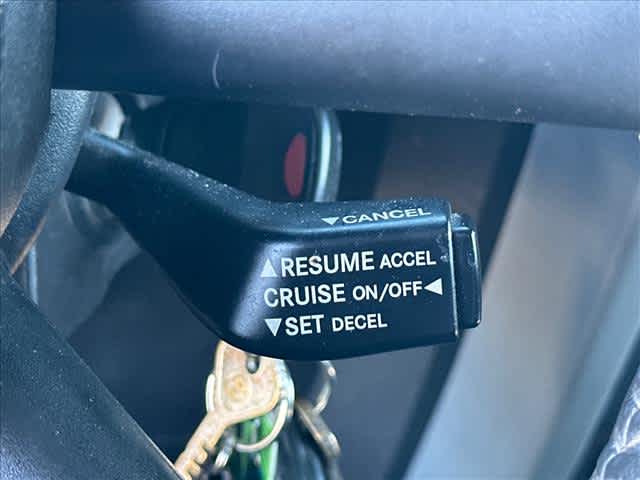 ▼CANCEL
▲RESUME ACCEL
CRUISE ON/OFF◀
▼SET DECEL